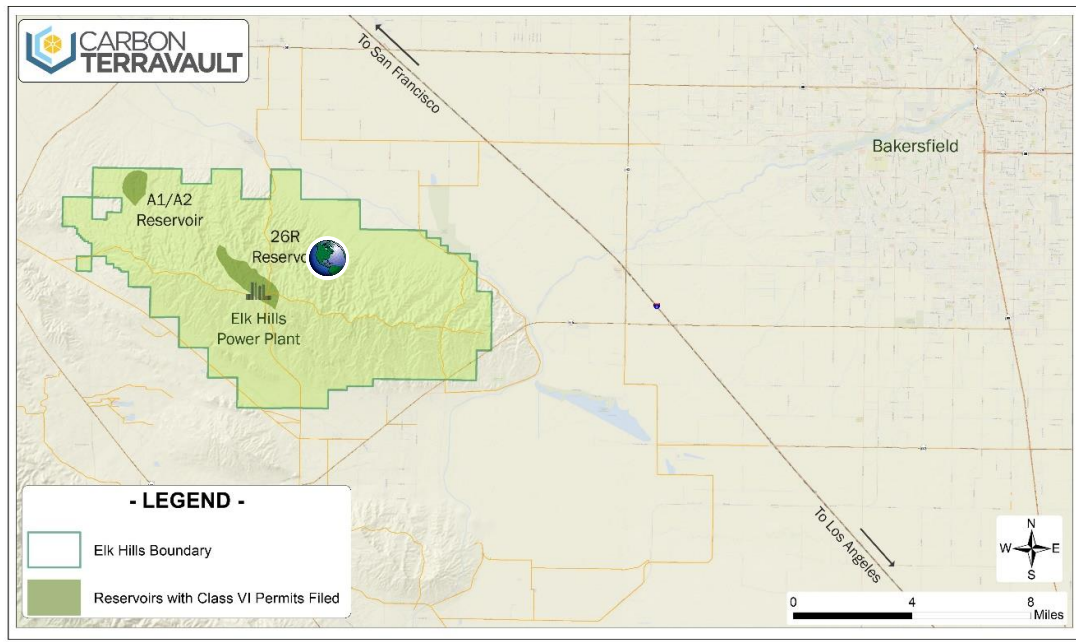 CARBON
TERRAVAULT
To San Francisco
Bakersfield
A1/A2
Reservoir
26R
Reservo
Elk Hills
Power Plant
To Los Angeles
- LEGEND -
Elk Hills Boundary
Reservoirs with Class VI Permits Filed
N
W
E
S
0
4
8
Miles